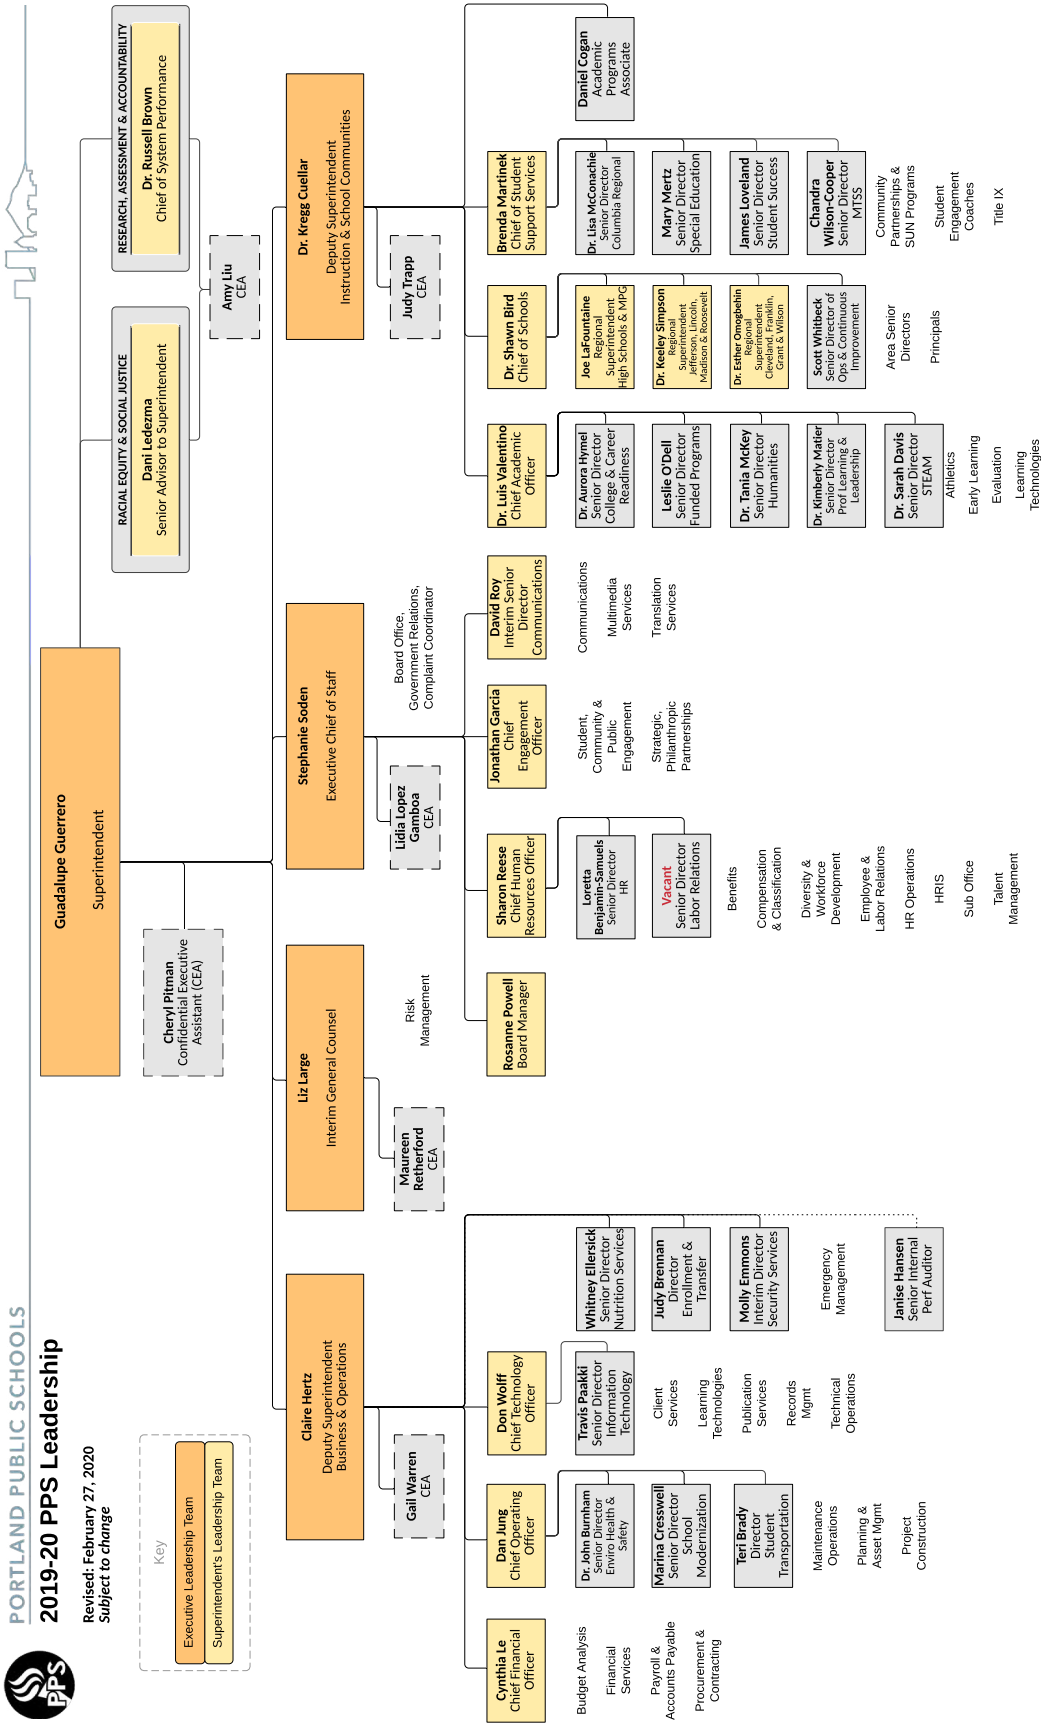 PORTLAND PUBLIC SCHOOLS
2019-20 PPS Leadership
Revised: February 27, 2020
Subject to change
PPS
Key
Executive Leadership Team
Superintendent's Leadership Team
Guadalupe Guerrero
Superintendent
Cheryl Pitman
Confidential Executive
Assistant (CEA)
RACIAL EQUITY & SOCIAL JUSTICE
Dani Ledezma
Senior Advisor to Superintendent
RESEARCH, ASSESSMENT & ACCOUNTABILITY
Dr. Russell Brown
Chief of System Performance
Amy Liu
CEA
Claire Hertz
Deputy Superintendent
Business & Operations
Gail Warren
CEA
Cynthia Le
Chief Financial
Officer
Budget Analysis
Financial
Services
Payroll &
Accounts Payable
Procurement &
Contracting
Dan Jung
Chief Operating
Officer
Dr. John Burnham
Senior Director
Enviro Health &
Safety
Marina Cresswell
Senior Director
School
Modernization
Teri Brady
Director
Student
Transportation
Maintenance
Operations
Planning &
Asset Mgmt
Project
Construction
Don Wolff
Chief Technology
Officer
Travis Paakki
Senior Director
Information
Technology
Client
Services
Learning
Technologies
Publication
Services
Records
Mgmt
Technical
Operations
Whitney Ellersick
Senior Director
Nutrition Services
Judy Brennan
Director
Enrollment &
Transfer
Molly Emmons
Interim Director
Security Services
Emergency
Management
Janise Hansen
Senior Internal
Perf Auditor
Liz Large
Interim General Counsel
Maureen
Retherford
CEA
Risk
Management
Stephanie Soden
Executive Chief of Staff
Lidia Lopez
Gamboa
CEA
Board Office,
Government Relations,
Complaint Coordinator
Rosanne Powell
Board Manager
Sharon Reese
Chief Human
Resources Officer
Loretta
Benjamin-Samuels
Senior Director
HR
Vacant
Senior Director
Labor Relations
Benefits
Compensation
& Classification
Diversity &
Workforce
Development
Employee &
Labor Relations
HR Operations
HRIS
Sub Office
Talent
Management
Jonathan Garcia
Chief
Engagement
Officer
Student,
Community &
Public
Engagement
Strategic,
Philanthropic
Partnerships
David Roy
Interim Senior
Director
Communications
Communications
Multimedia
Services
Translation
Services
Dr. Kregg Cuellar
Deputy Superintendent
Instruction & School Communities
Judy Trapp
CEA
Dr. Luis Valentino
Chief Academic
Officer
Dr. Aurora Hymel
Senior Director
College & Career
Readiness
Leslie O'Dell
Senior Director
Funded Programs
Dr. Tania McKey
Senior Director
Humanities
Dr. Kimberly Matier
Senior Director
Prof Learning &
Leadership
Dr. Sarah Davis
Senior Director
STEAM
Athletics
Early Learning
Evaluation
Learning
Technologies
Dr. Shawn Bird
Chief of Schools
Joe LaFountaine
Regional
Superintendent
High Schools & MPG
Dr. Keeley Simpson
Regional
Superintendent
Jefferson, Lincoln,
Madison & Roosevelt
Dr. Esther Omogbehin
Regional
Superintendent
Cleveland, Franklin,
Grant & Wilson
Scott Whitbeck
Senior Director of
Ops & Continuous
Improvement
Area Senior
Directors
Principals
Brenda Martinek
Chief of Student
Support Services
Dr. Lisa McConachie
Senior Director
Columbia Regional
Mary Mertz
Senior Director
Special Education
James Loveland
Senior Director
Student Success
Chandra
Wilson-Cooper
Senior Director
MTSS
Community
Partnerships &
SUN Programs
Student
Engagement
Coaches
Title IX
Daniel Cogan
Academic
Programs
Associate